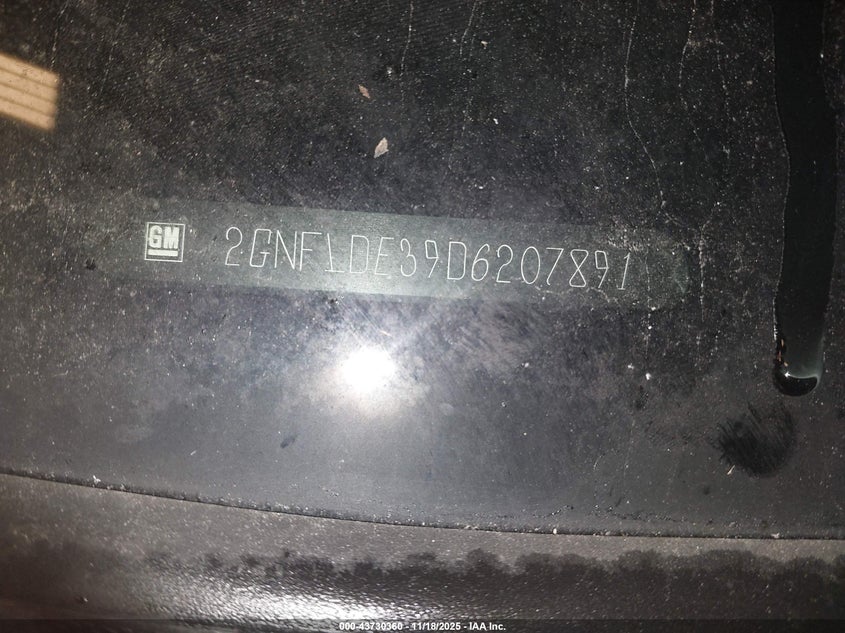 GM 2GNFLDE39D6207891
000-43730360 - 11/18/2025 - IAA Inc.